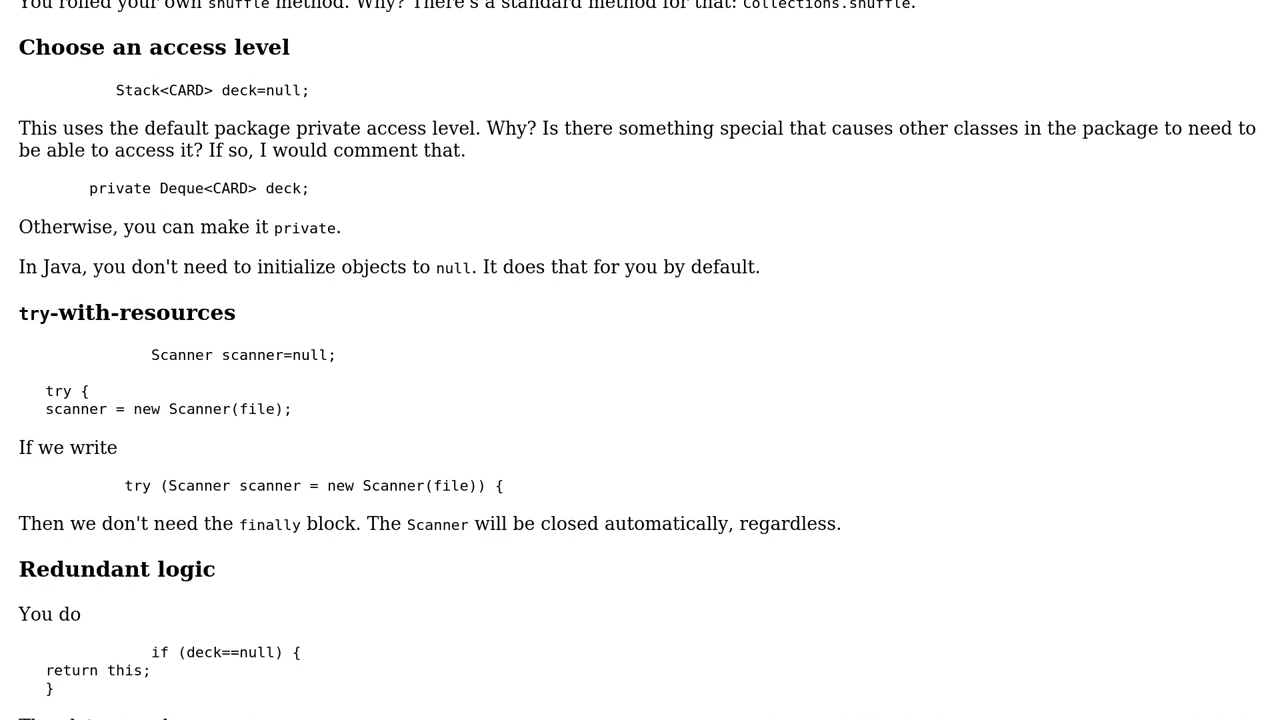 You rolled your own shuffle method. Why? There's a standard method for that: Collections.shuffle.
Choose an access level
Stack<CARD> deck=null;
This uses the default package private access level. Why? Is there something special that causes other classes in the package to need to
be able to access it? If so, I would comment that.
private Deque<CARD> deck;
Otherwise, you can make it private.
In Java, you don't need to initialize objects to null. It does that for you by default.
try-with-resources
Scanner scanner=null;
try {
scanner = new Scanner(file);
If we write
try (Scanner scanner = new Scanner(file)) {
Then we don't need the finally block. The Scanner will be closed automatically, regardless.
Redundant logic
You do
if (deck==null) {
return this;
}